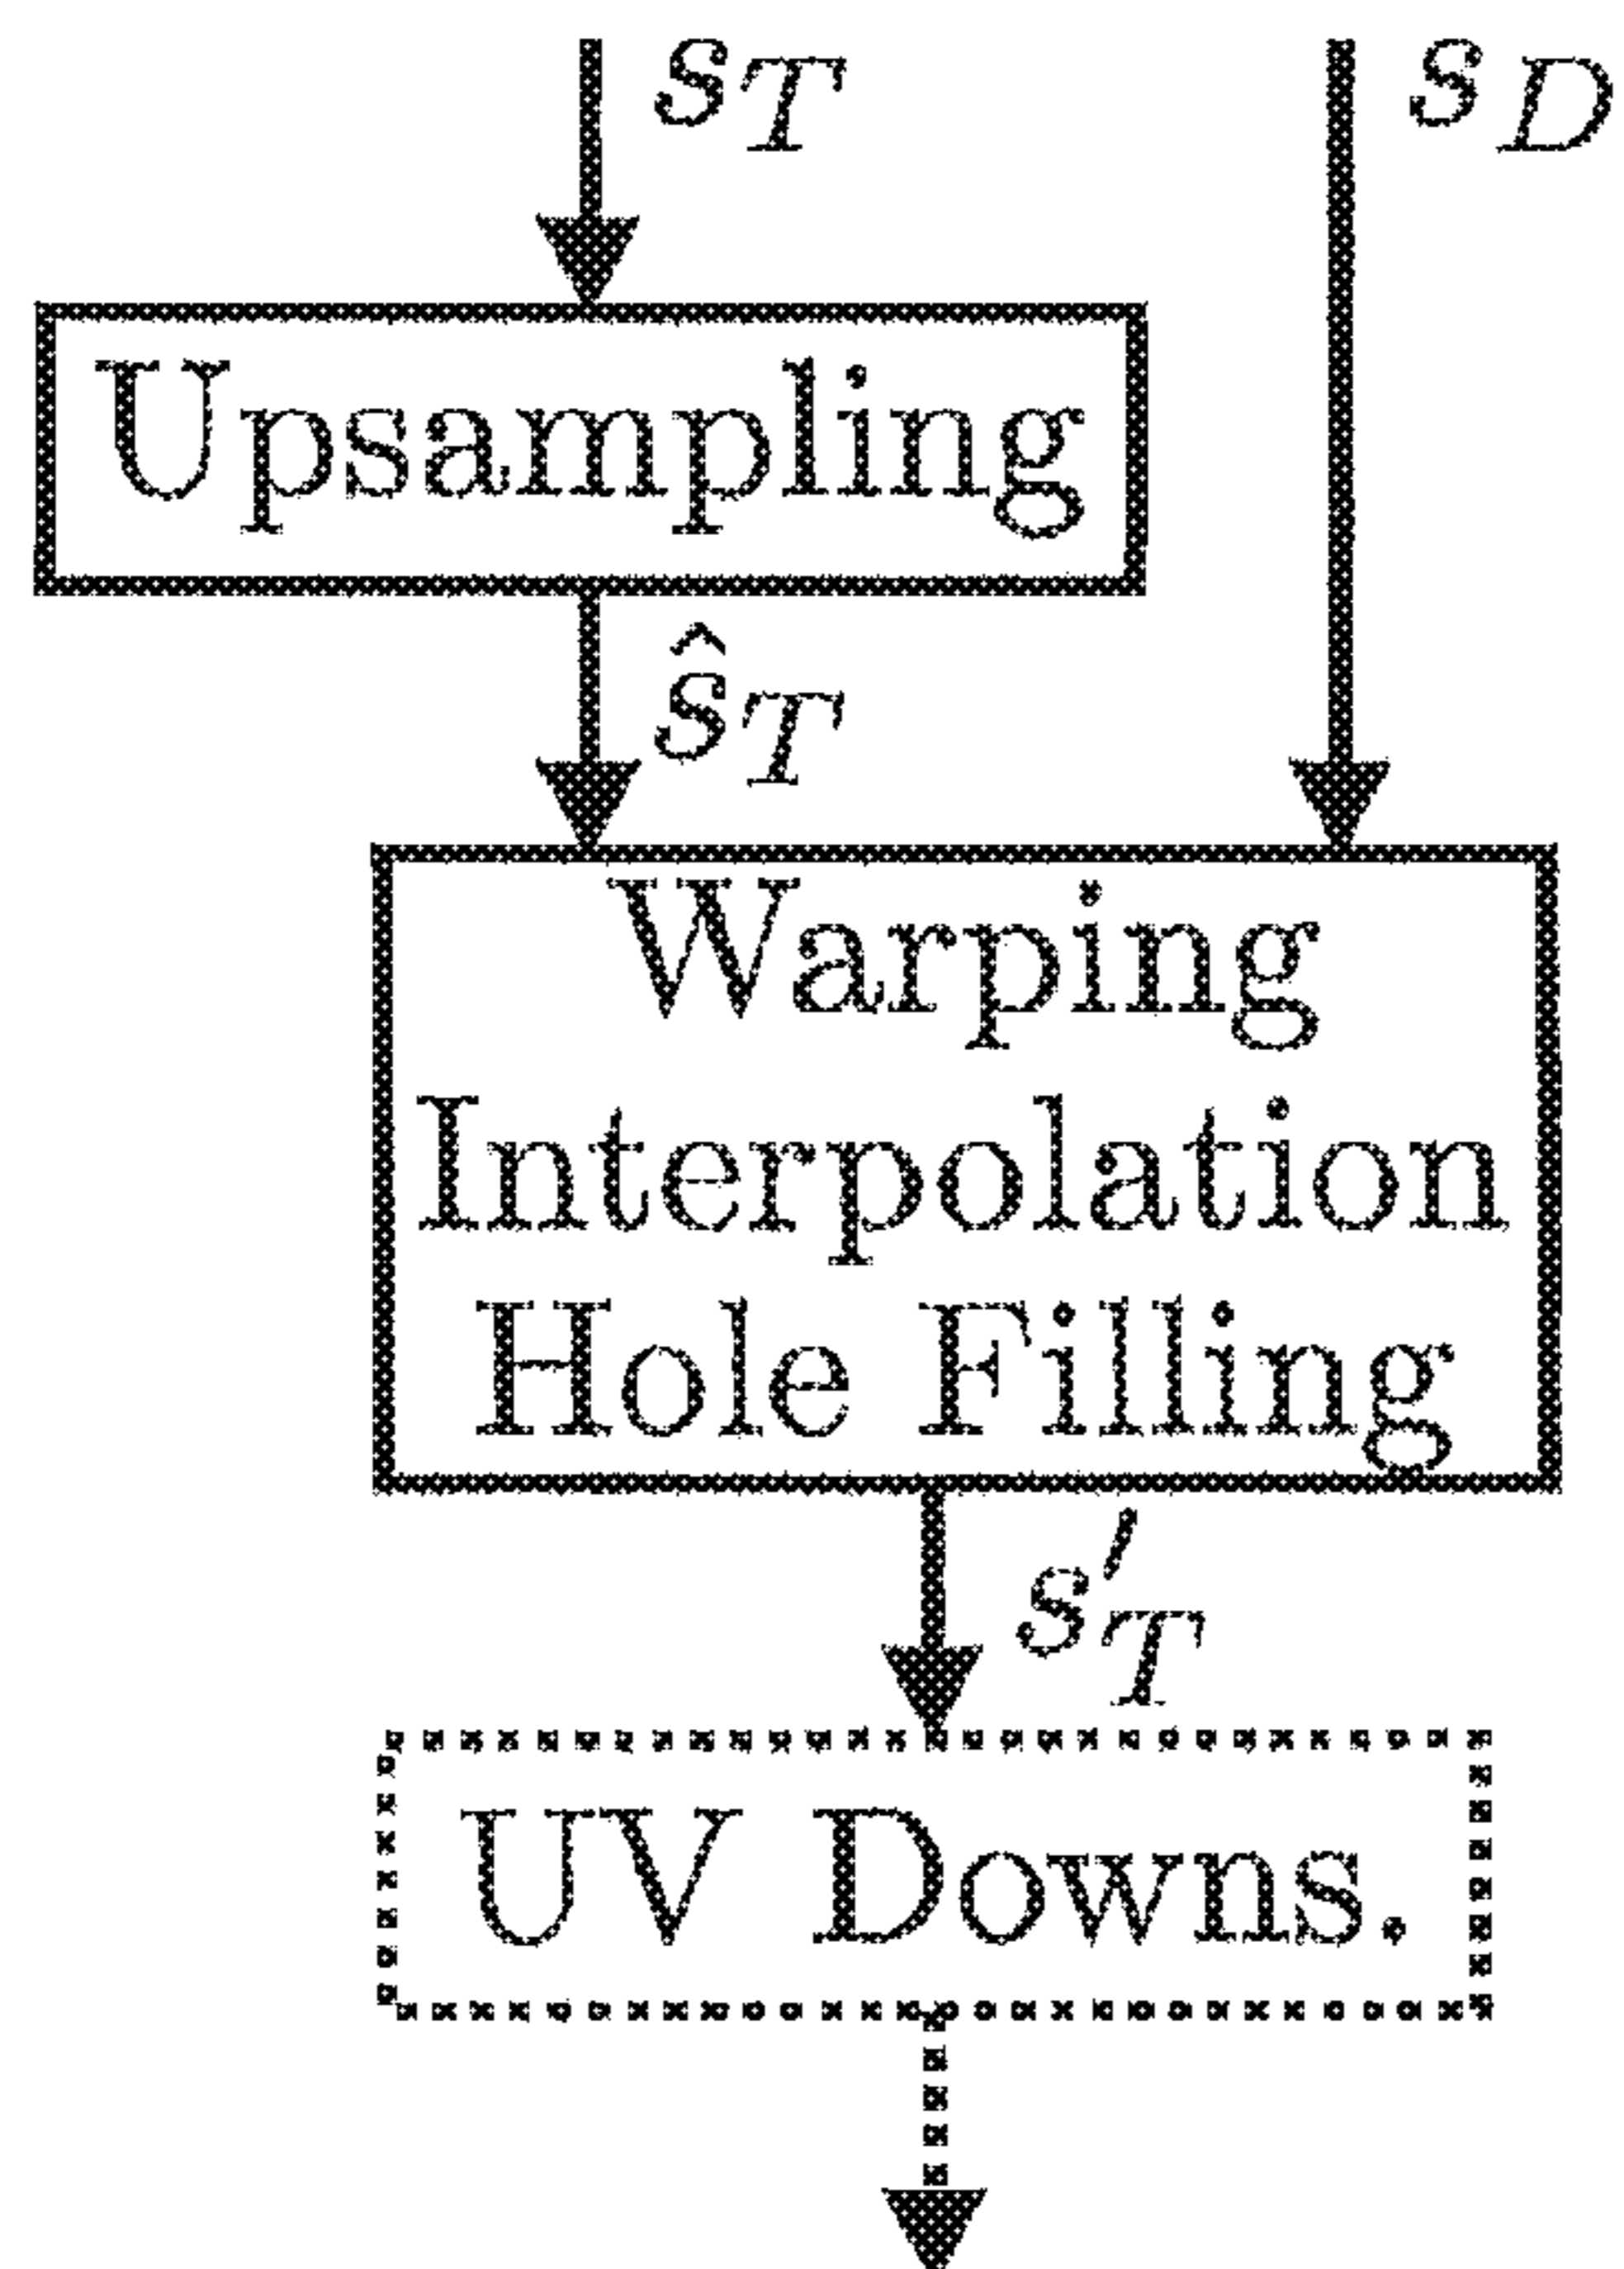 s_T s_D
Upsampling
ŝ_T
Warping
Interpolation
Hole Filling
s′_T
UV Downs.